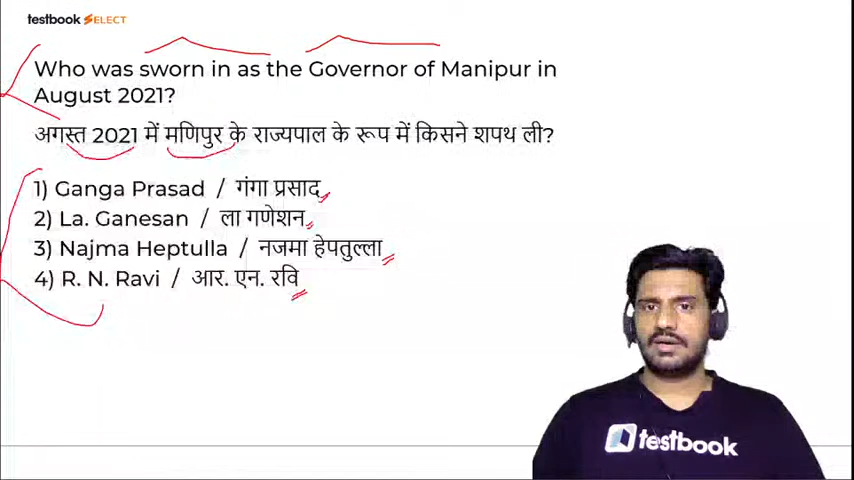 testbook SELECT
Who was sworn in as the Governor of Manipur in
August 2021?
अगस्त 2021 में मणिपुर के राज्यपाल के रूप में किसने शपथ ली?
1) Ganga Prasad / गंगा प्रसाद
2) La. Ganesan / ला गणेशन
3) Najma Heptulla / नजमा हेपतुल्ला
4) R. N. Ravi / आर. एन. रवि
testbook